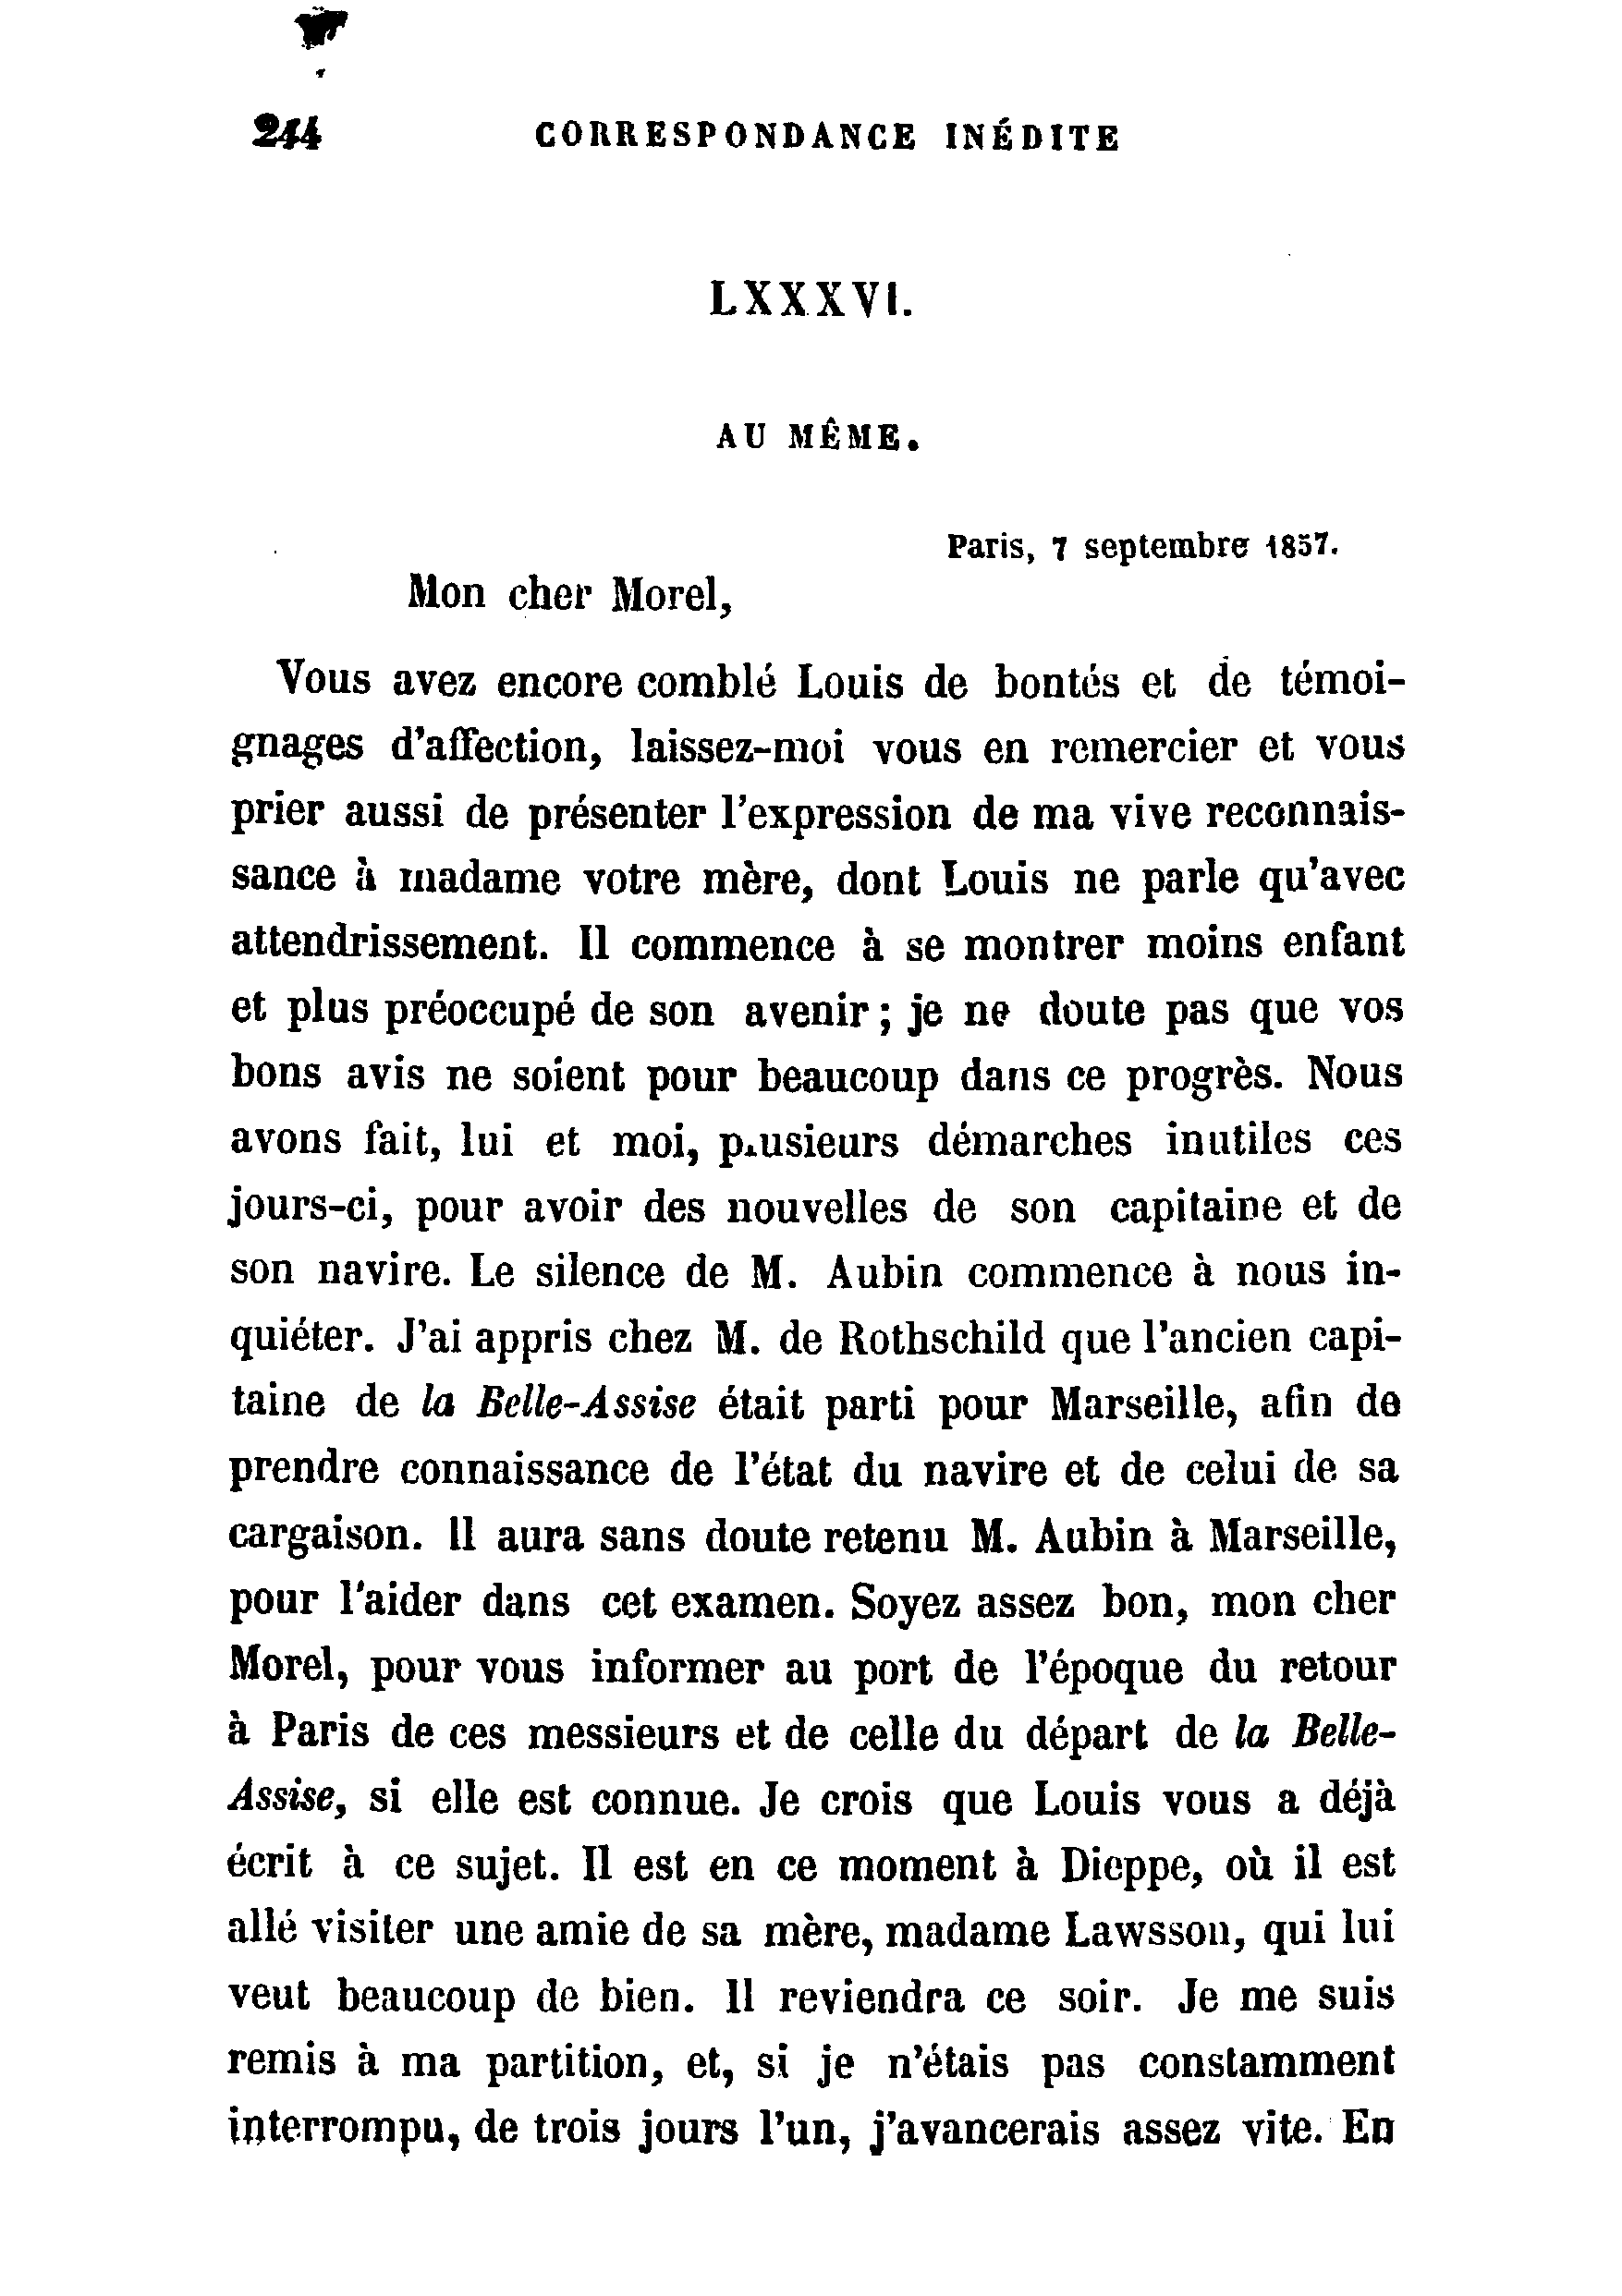 244 CORRESPONDANCE INÉDITE
LXXXVI.
AU MÊME.
Paris, 7 septembre 1857.
Mon cher Morel,
Vous avez encore comblé Louis de bontés et de témoi-
gnages d'affection, laissez-moi vous en remercier et vous
prier aussi de présenter l'expression de ma vive reconnais-
sance à madame votre mère, dont Louis ne parle qu'avec
attendrissement. Il commence à se montrer moins enfant
et plus préoccupé de son avenir; je ne doute pas que vos
bons avis ne soient pour beaucoup dans ce progrès. Nous
avons fait, lui et moi, plusieurs démarches inutiles ces
jours-ci, pour avoir des nouvelles de son capitaine et de
son navire. Le silence de M. Aubin commence à nous in-
quiéter. J'ai appris chez M. de Rothschild que l'ancien capi-
taine de la Belle-Assise était parti pour Marseille, afin de
prendre connaissance de l'état du navire et de celui de sa
cargaison. Il aura sans doute retenu M. Aubin à Marseille,
pour l'aider dans cet examen. Soyez assez bon, mon cher
Morel, pour vous informer au port de l'époque du retour
à Paris de ces messieurs et de celle du départ de la Belle-
Assise, si elle est connue. Je crois que Louis vous a déjà
écrit à ce sujet. Il est en ce moment à Dieppe, où il est
allé visiter une amie de sa mère, madame Lawsson, qui lui
veut beaucoup de bien. Il reviendra ce soir. Je me suis
remis à ma partition, et, si je n'étais pas constamment
interrompu, de trois jours l'un, j'avancerais assez vite. En